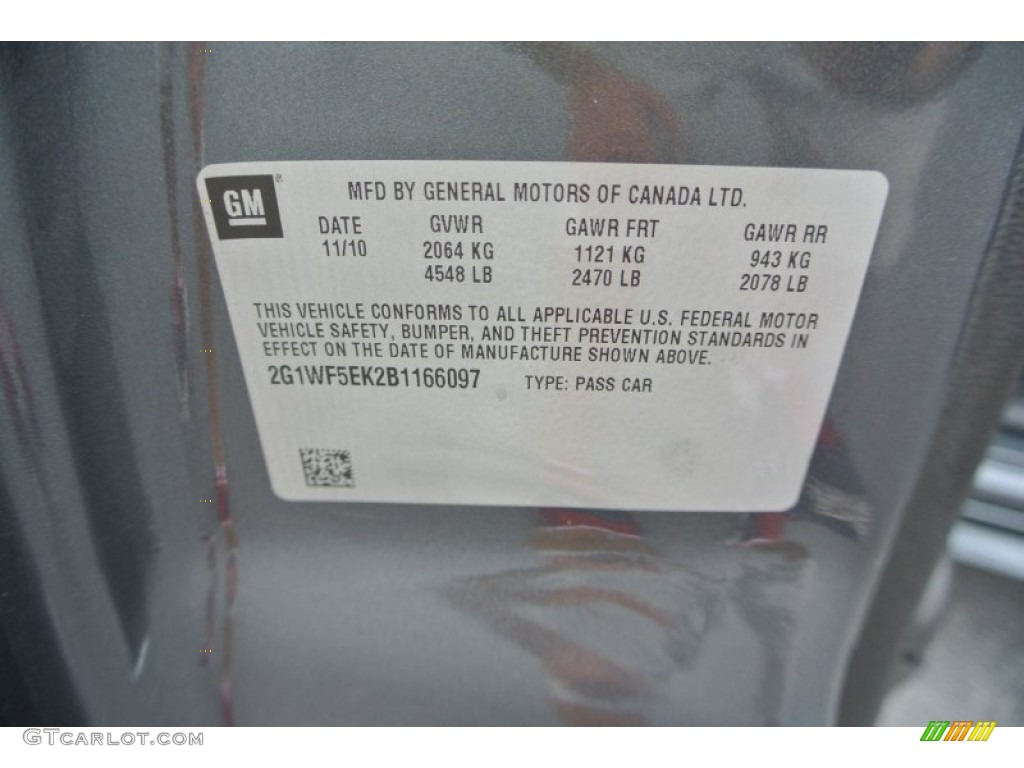 GM
MFD BY GENERAL MOTORS OF CANADA LTD.
DATE GVWR GAWR FRT GAWR RR
11/10 2064 KG 1121 KG 943 KG
4548 LB 2470 LB 2078 LB
THIS VEHICLE CONFORMS TO ALL APPLICABLE U.S. FEDERAL MOTOR
VEHICLE SAFETY, BUMPER, AND THEFT PREVENTION STANDARDS IN
EFFECT ON THE DATE OF MANUFACTURE SHOWN ABOVE.
2G1WF5EK2B1166097 TYPE: PASS CAR
GTCarLot.com